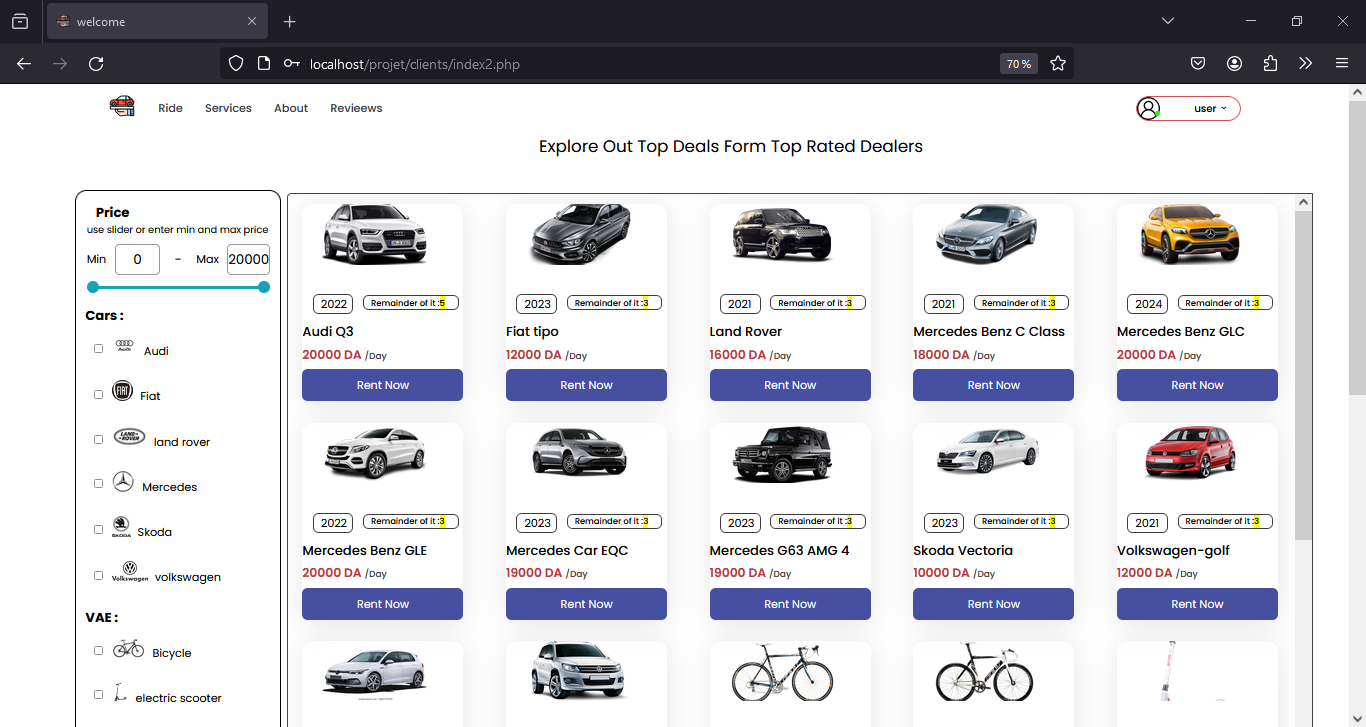 welcome
localhost/projet/clients/index2.php
70 %
Ride Services About Revieews
user
Explore Out Top Deals Form Top Rated Dealers
Price
use slider or enter min and max price
Min 0 - Max 20000
Cars :
Audi
FIAT Fiat
LAND ROVER land rover
Mercedes
SKODA Skoda
Volkswagen volkswagen
VAE :
Bicycle
electric scooter
2022 Remainder of it :5
Audi Q3
20000 DA /Day
Rent Now
2023 Remainder of it :3
Fiat tipo
12000 DA /Day
Rent Now
2021 Remainder of it :3
Land Rover
16000 DA /Day
Rent Now
2021 Remainder of it :3
Mercedes Benz C Class
18000 DA /Day
Rent Now
2024 Remainder of it :3
Mercedes Benz GLC
20000 DA /Day
Rent Now
2022 Remainder of it :3
Mercedes Benz GLE
20000 DA /Day
Rent Now
2023 Remainder of it :3
Mercedes Car EQC
19000 DA /Day
Rent Now
2023 Remainder of it :3
Mercedes G63 AMG 4
19000 DA /Day
Rent Now
2023 Remainder of it :3
Skoda Vectoria
10000 DA /Day
Rent Now
2021 Remainder of it :3
Volkswagen-golf
12000 DA /Day
Rent Now